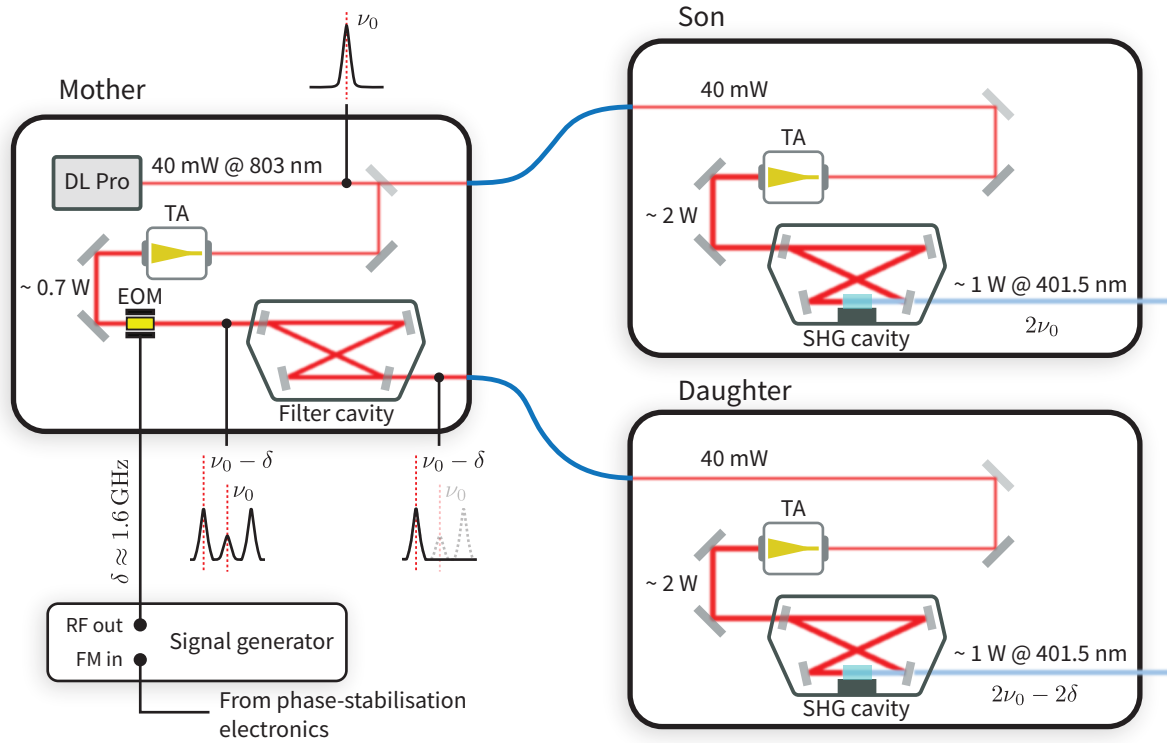 Son
ν₀
Mother
40 mW
TA
DL Pro
40 mW @ 803 nm
TA
~ 2 W
~ 0.7 W
EOM
~ 1 W @ 401.5 nm
2ν₀
SHG cavity
Filter cavity
Daughter
40 mW
ν₀ − δ
ν₀
ν₀ − δ
ν₀
δ ≈ 1.6 GHz
TA
~ 2 W
RF out
Signal generator
FM in
~ 1 W @ 401.5 nm
2ν₀ − 2δ
SHG cavity
From phase-stabilisation
electronics